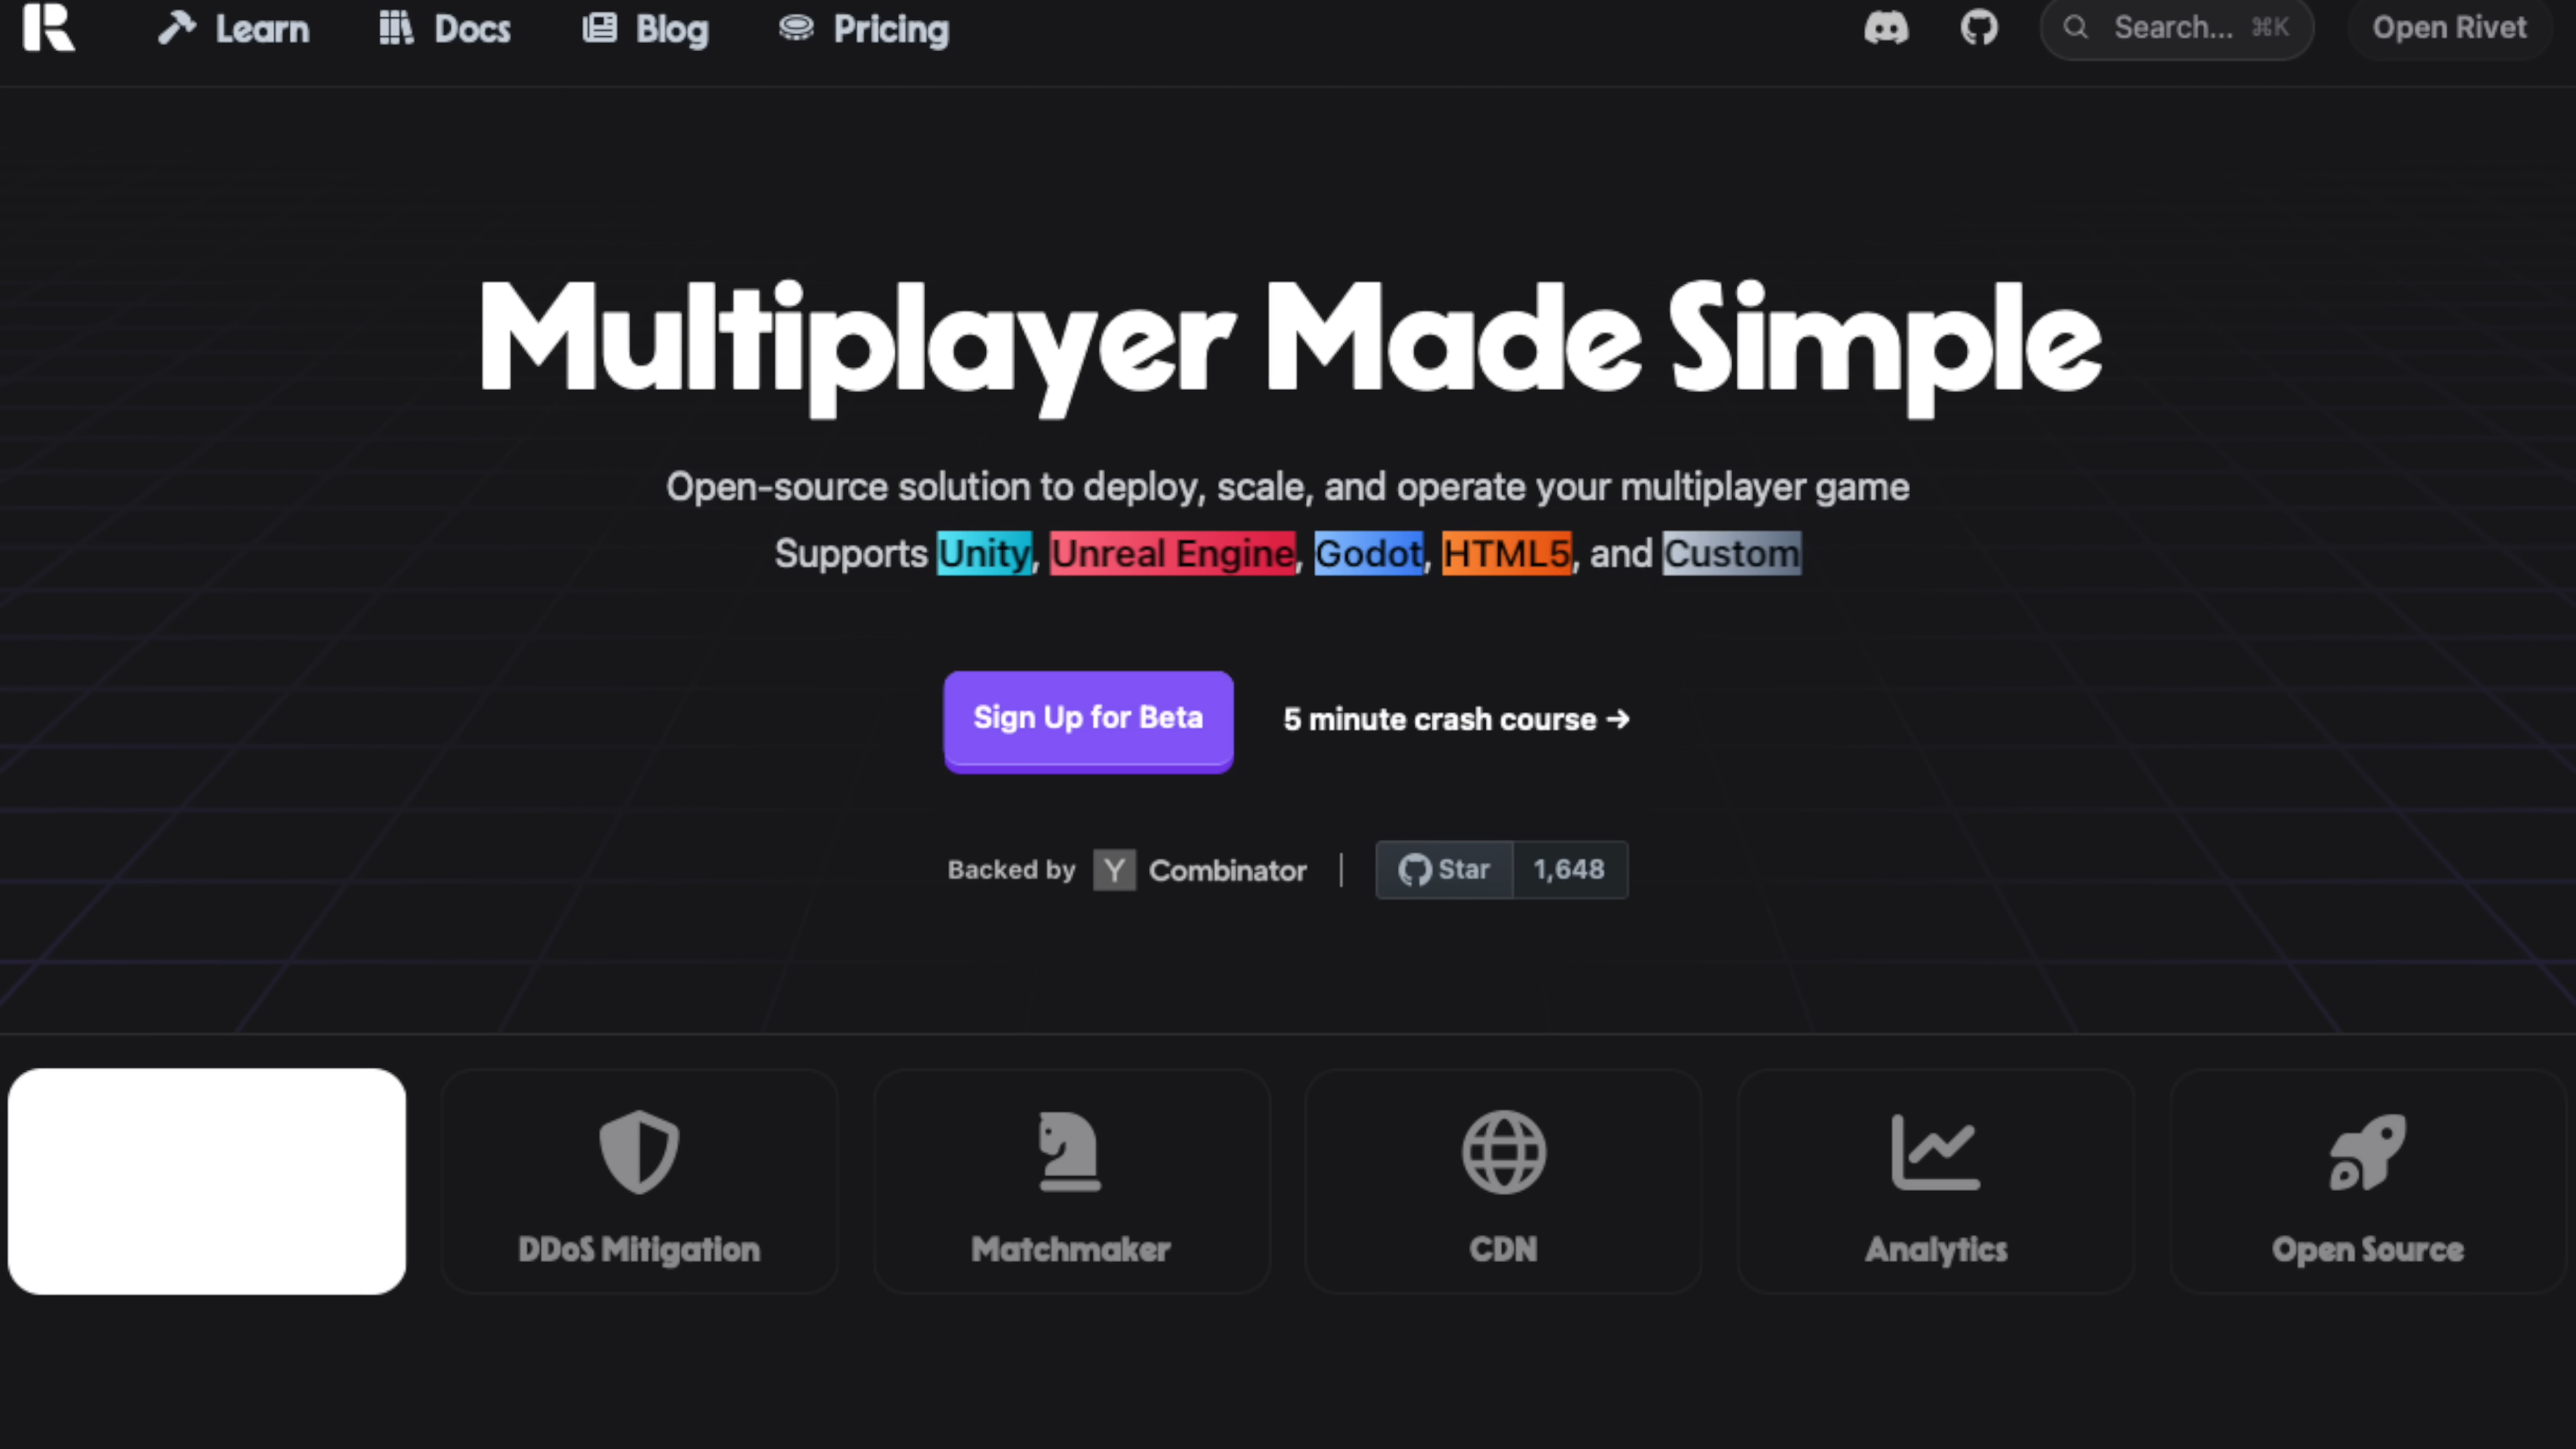 R Learn Docs Blog Pricing Search... ⌘K Open Rivet
Multiplayer Made Simple
Open-source solution to deploy, scale, and operate your multiplayer game
Supports Unity, Unreal Engine, Godot, HTML5, and Custom
Sign Up for Beta 5 minute crash course →
Backed by Y Combinator | Star 1,648
DDoS Mitigation Matchmaker CDN Analytics Open Source